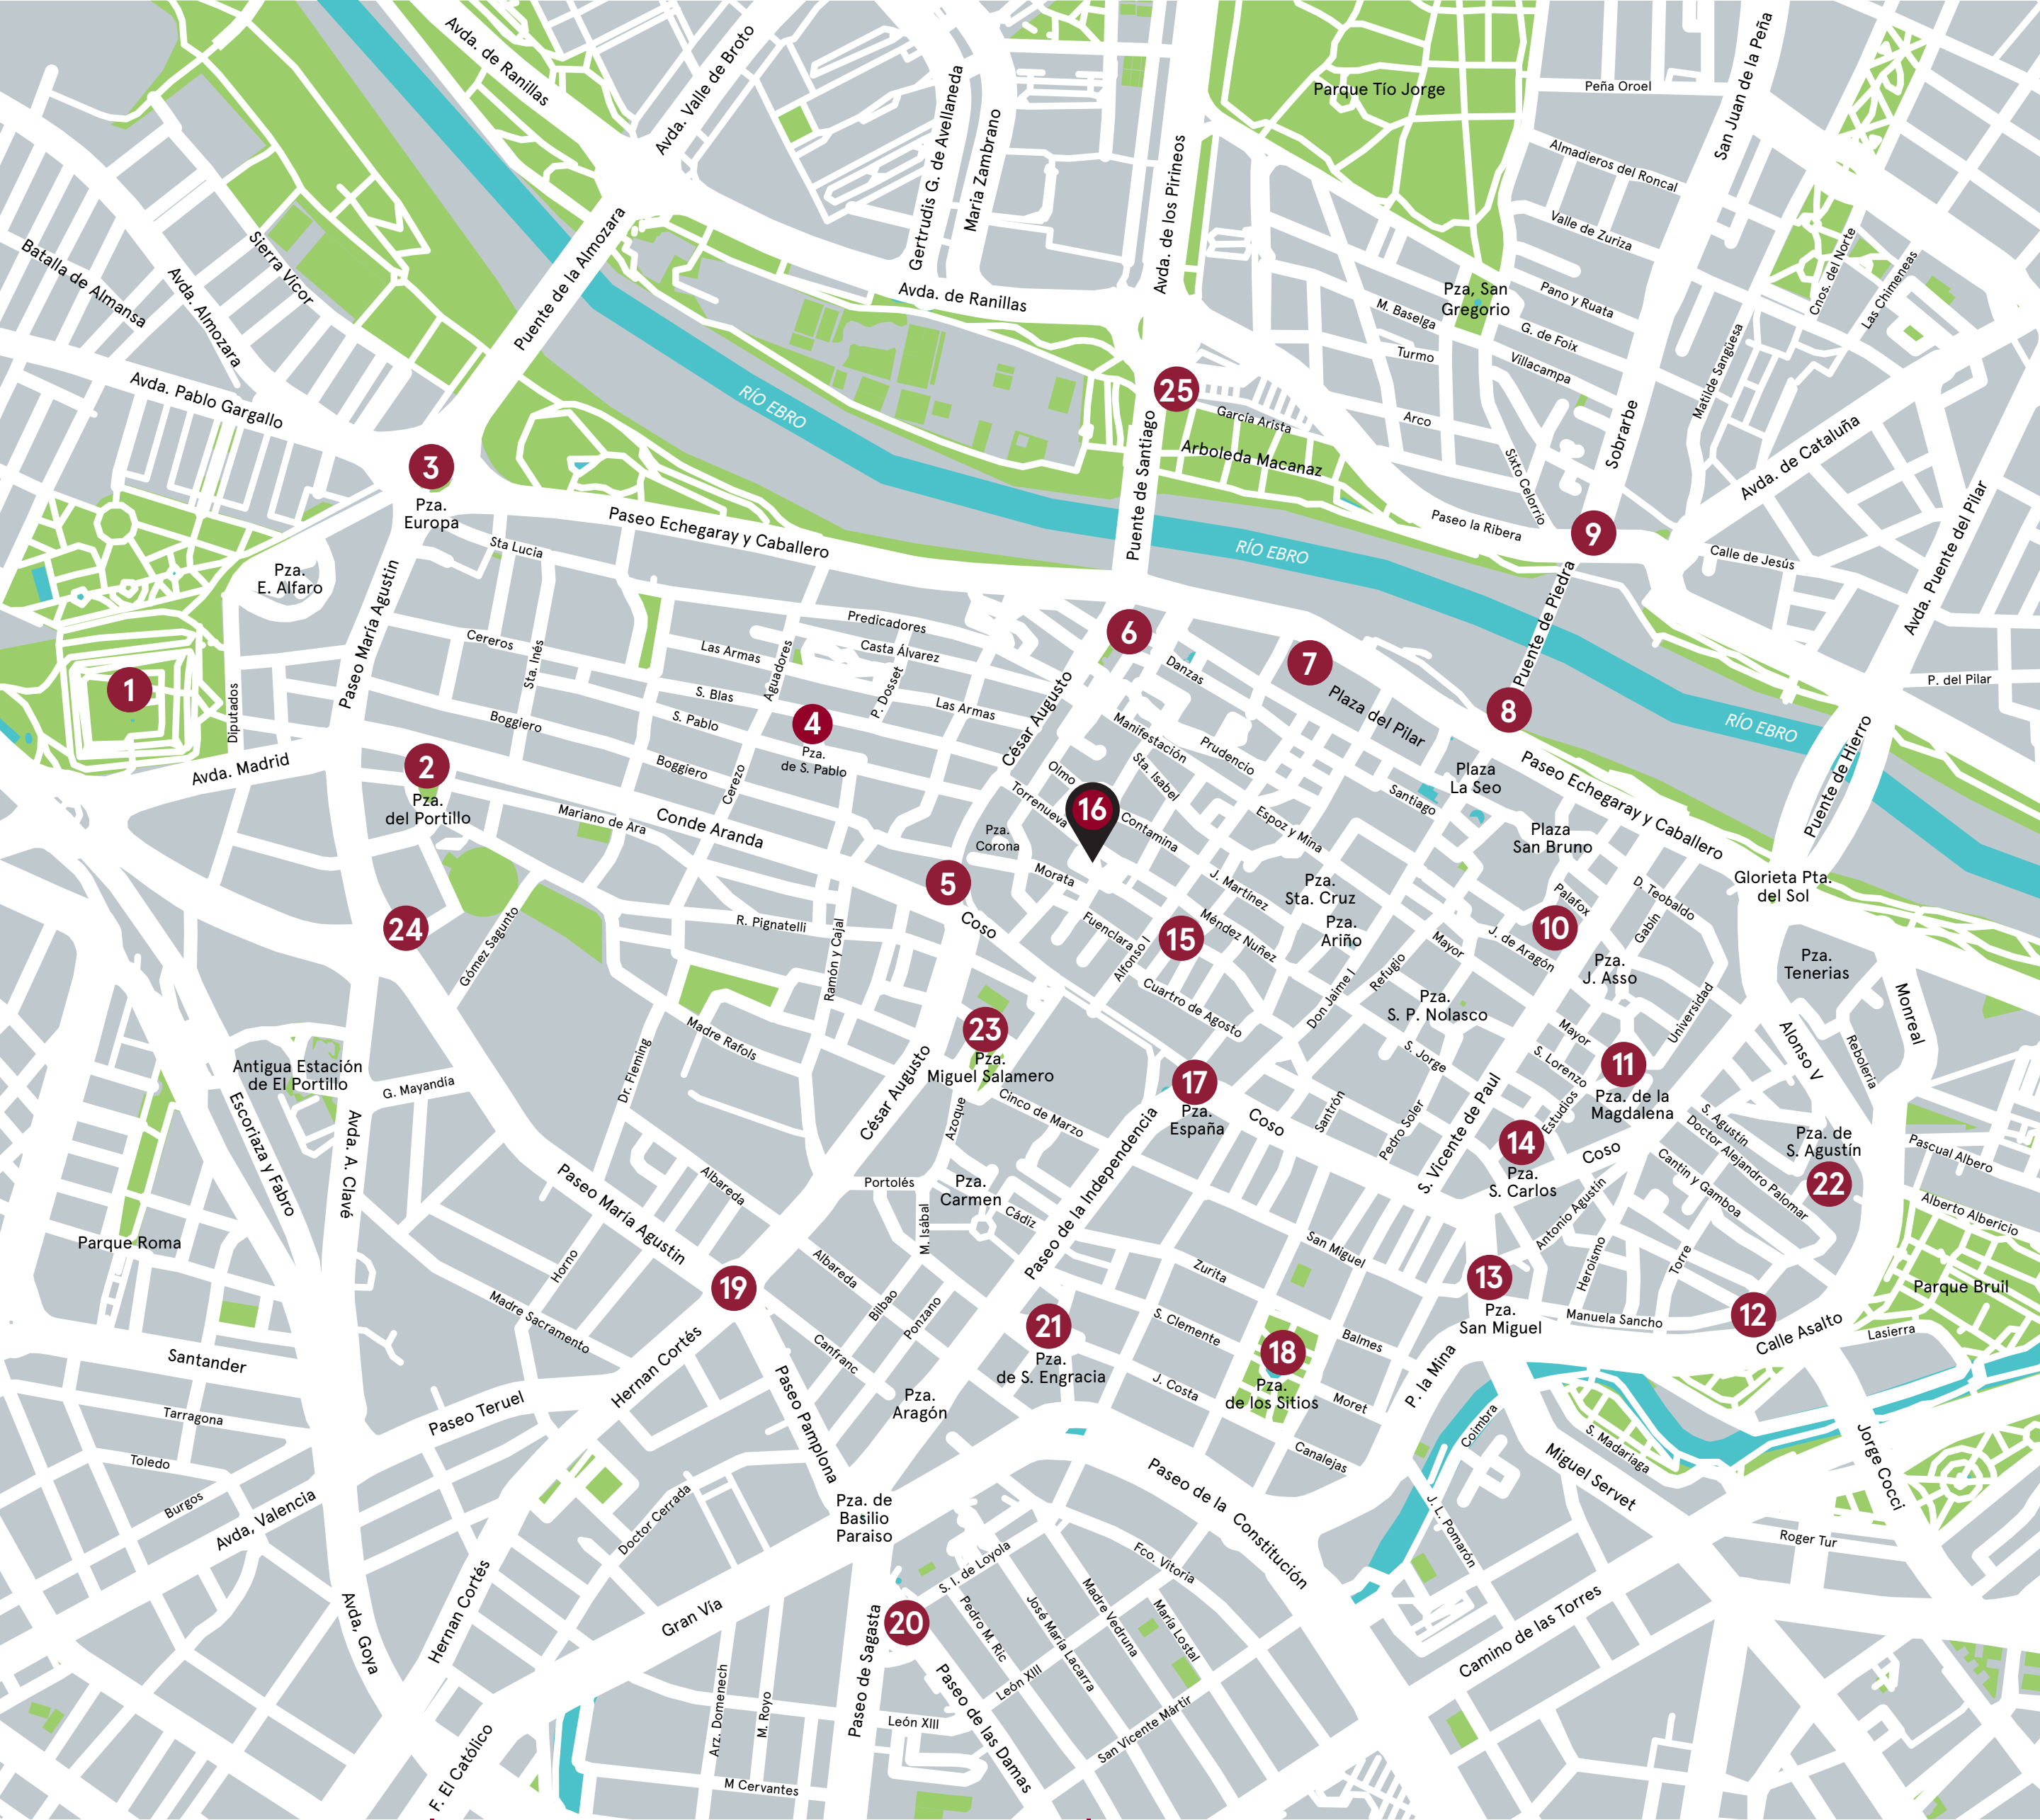 Avda. de Ranillas
Avda. Valle de Broto
Gertrudis G. de Avellaneda
Maria Zambrano
Avda. de los Pirineos
Parque Tío Jorge
Peña Oroel
San Juan de la Peña
Almadieros del Roncal
Valle de Zuriza
Cnos. del Norte
Las Chimeneas
Batalla de Almansa
Avda. Almozara
Sierra Vicor
Puente de la Almozara
Avda. de Ranillas
Pza, San
Gregorio
Pano y Ruata
M. Baselga
G. de Foix
Turmo
Villacampa
Matilde Sangüesa
Avda. Pablo Gargallo
RÍO EBRO
25
García Arista
Arco
Sobrarbe
Avda. de Cataluña
Arboleda Macanaz
Puente de Santiago
Sixto Celorrio
3
Pza.
Europa
Paseo Echegaray y Caballero
Paseo la Ribera
9
Avda. Puente del Pilar
Sta Lucia
RÍO EBRO
Calle de Jesús
Pza.
E. Alfaro
Paseo María Agustin
Puente de Piedra
Predicadores
6
Cereros
Sta. Inés
Las Armas
Casta Álvarez
Aguadores
Danzas
7
1
P. del Pilar
S. Blas
P. Dosset
Las Armas
César Augusto
Plaza del Pilar
8
RÍO EBRO
Diputados
Boggiero
S. Pablo
4
Pza.
de S. Pablo
Manifestación
Prudencio
Avda. Madrid
2
Pza.
del Portillo
Boggiero
Cerezo
Olmo
Sta. Isabel
Torrenueva
Plaza
La Seo
Santiago
Paseo Echegaray y Caballero
Puente de Hierro
Mariano de Ara
Conde Aranda
16
Contamina
Espoz y Mina
Plaza
San Bruno
Pza.
Corona
5
Morata
J. Martínez
Pza.
Sta. Cruz
Palafox
D. Teobaldo
Glorieta Pta.
del Sol
24
Gómez Sagunto
R. Pignatelli
Ramón y Cajal
Coso
Fuenclara
Alfonso I
15
Méndez Nuñez
Pza.
Ariño
Mayor
J. de Aragón
10
Gabín
Pza.
J. Asso
Pza.
Tenerias
Cuatro de Agosto
Don Jaime I
Refugio
Pza.
S. P. Nolasco
Universidad
Monreal
Madre Rafols
23
Pza.
Miguel Salamero
S. Jorge
Mayor
S. Lorenzo
11
Pza. de la
Magdalena
Alonso V
Reboleria
Antigua Estación
de El Portillo
G. Mayandía
Dr. Fleming
César Augusto
Azoque
Cinco de Marzo
17
Pza.
España
Coso
Santrón
Pedro Soler
S. Vicente de Paul
Estudios
14
Pza.
S. Carlos
Coso
S. Agustín
Doctor Alejandro Palomar
Pza. de
S. Agustín
22
Pascual Albero
Escoriaza y Fabro
Avda. A. Clavé
Paseo María Agustin
Albareda
Portolés
Pza.
Carmen
M. Isábal
Cádiz
Paseo de la Independencia
Cantin y Gamboa
Antonio Agustín
Alberto Albericio
Parque Roma
Horno
Albareda
San Miguel
Heroismo
Torre
Zurita
13
Pza.
San Miguel
Parque Bruil
19
Bilbao
Ponzano
Madre Sacramento
21
Pza.
de S. Engracia
S. Clemente
18
Pza.
de los Sitios
Balmes
Manuela Sancho
12
Calle Asalto
Lasierra
Hernan Cortés
Canfranc
Santander
Paseo Teruel
Paseo Pamplona
Pza.
Aragón
J. Costa
Moret
P. la Mina
Tarragona
Toledo
Canalejas
Coimbra
S. Madariaga
Miguel Servet
Jorge Cocci
Burgos
Avda, Valencia
Doctor Cerrada
Pza. de
Basilio
Paraiso
Paseo de la Constitución
J. L. Pomarón
Roger Tur
Hernan Cortés
Avda, Goya
Gran Vía
S. I. de Loyola
Fco. Vitoria
20
Pedro M. Ric
José María Lacarra
Madre Vedruna
María Lostal
Camino de las Torres
Paseo de Sagasta
León XIII
Paseo de las Damas
Arz. Domenech
M. Royo
León XIII
San Vicente Mártir
F. El Católico
M Cervantes